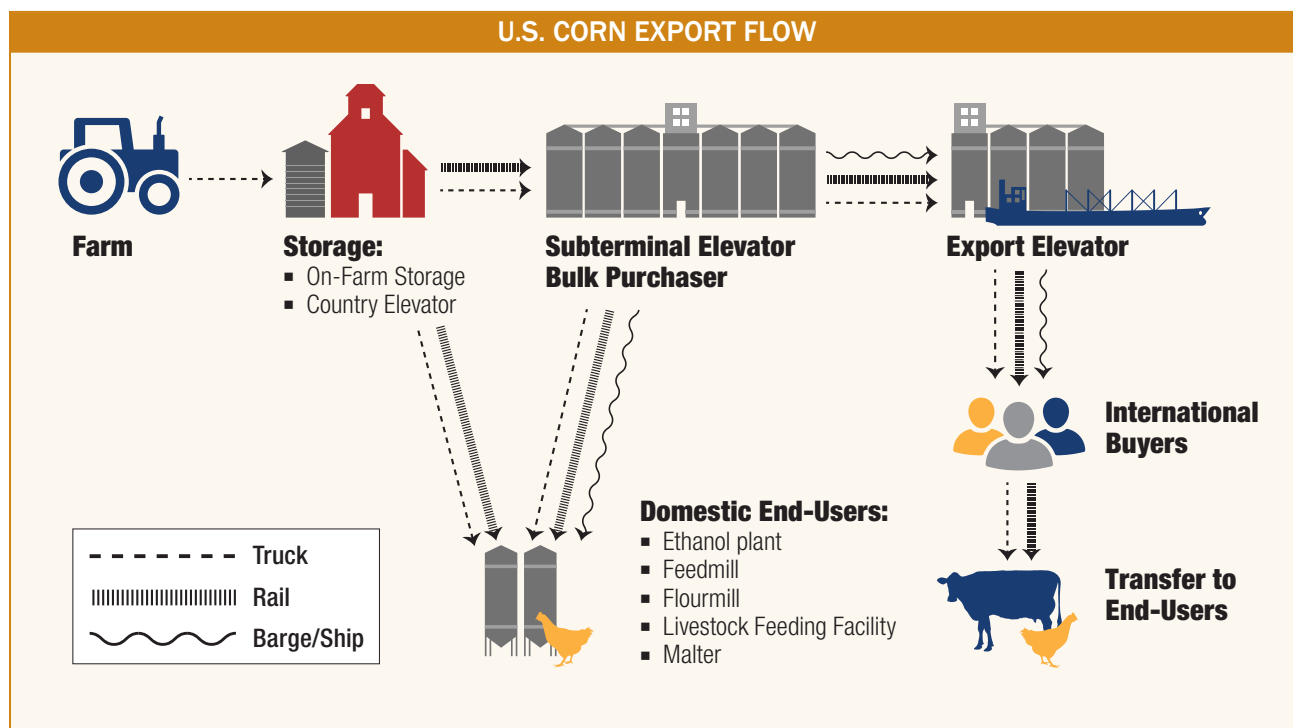 U.S. CORN EXPORT FLOW
Farm
Storage:
▪ On-Farm Storage
▪ Country Elevator
Subterminal Elevator
Bulk Purchaser
Export Elevator
International
Buyers
Domestic End-Users:
▪ Ethanol plant
▪ Feedmill
▪ Flourmill
▪ Livestock Feeding Facility
▪ Malter
Transfer to
End-Users
Truck
Rail
Barge/Ship